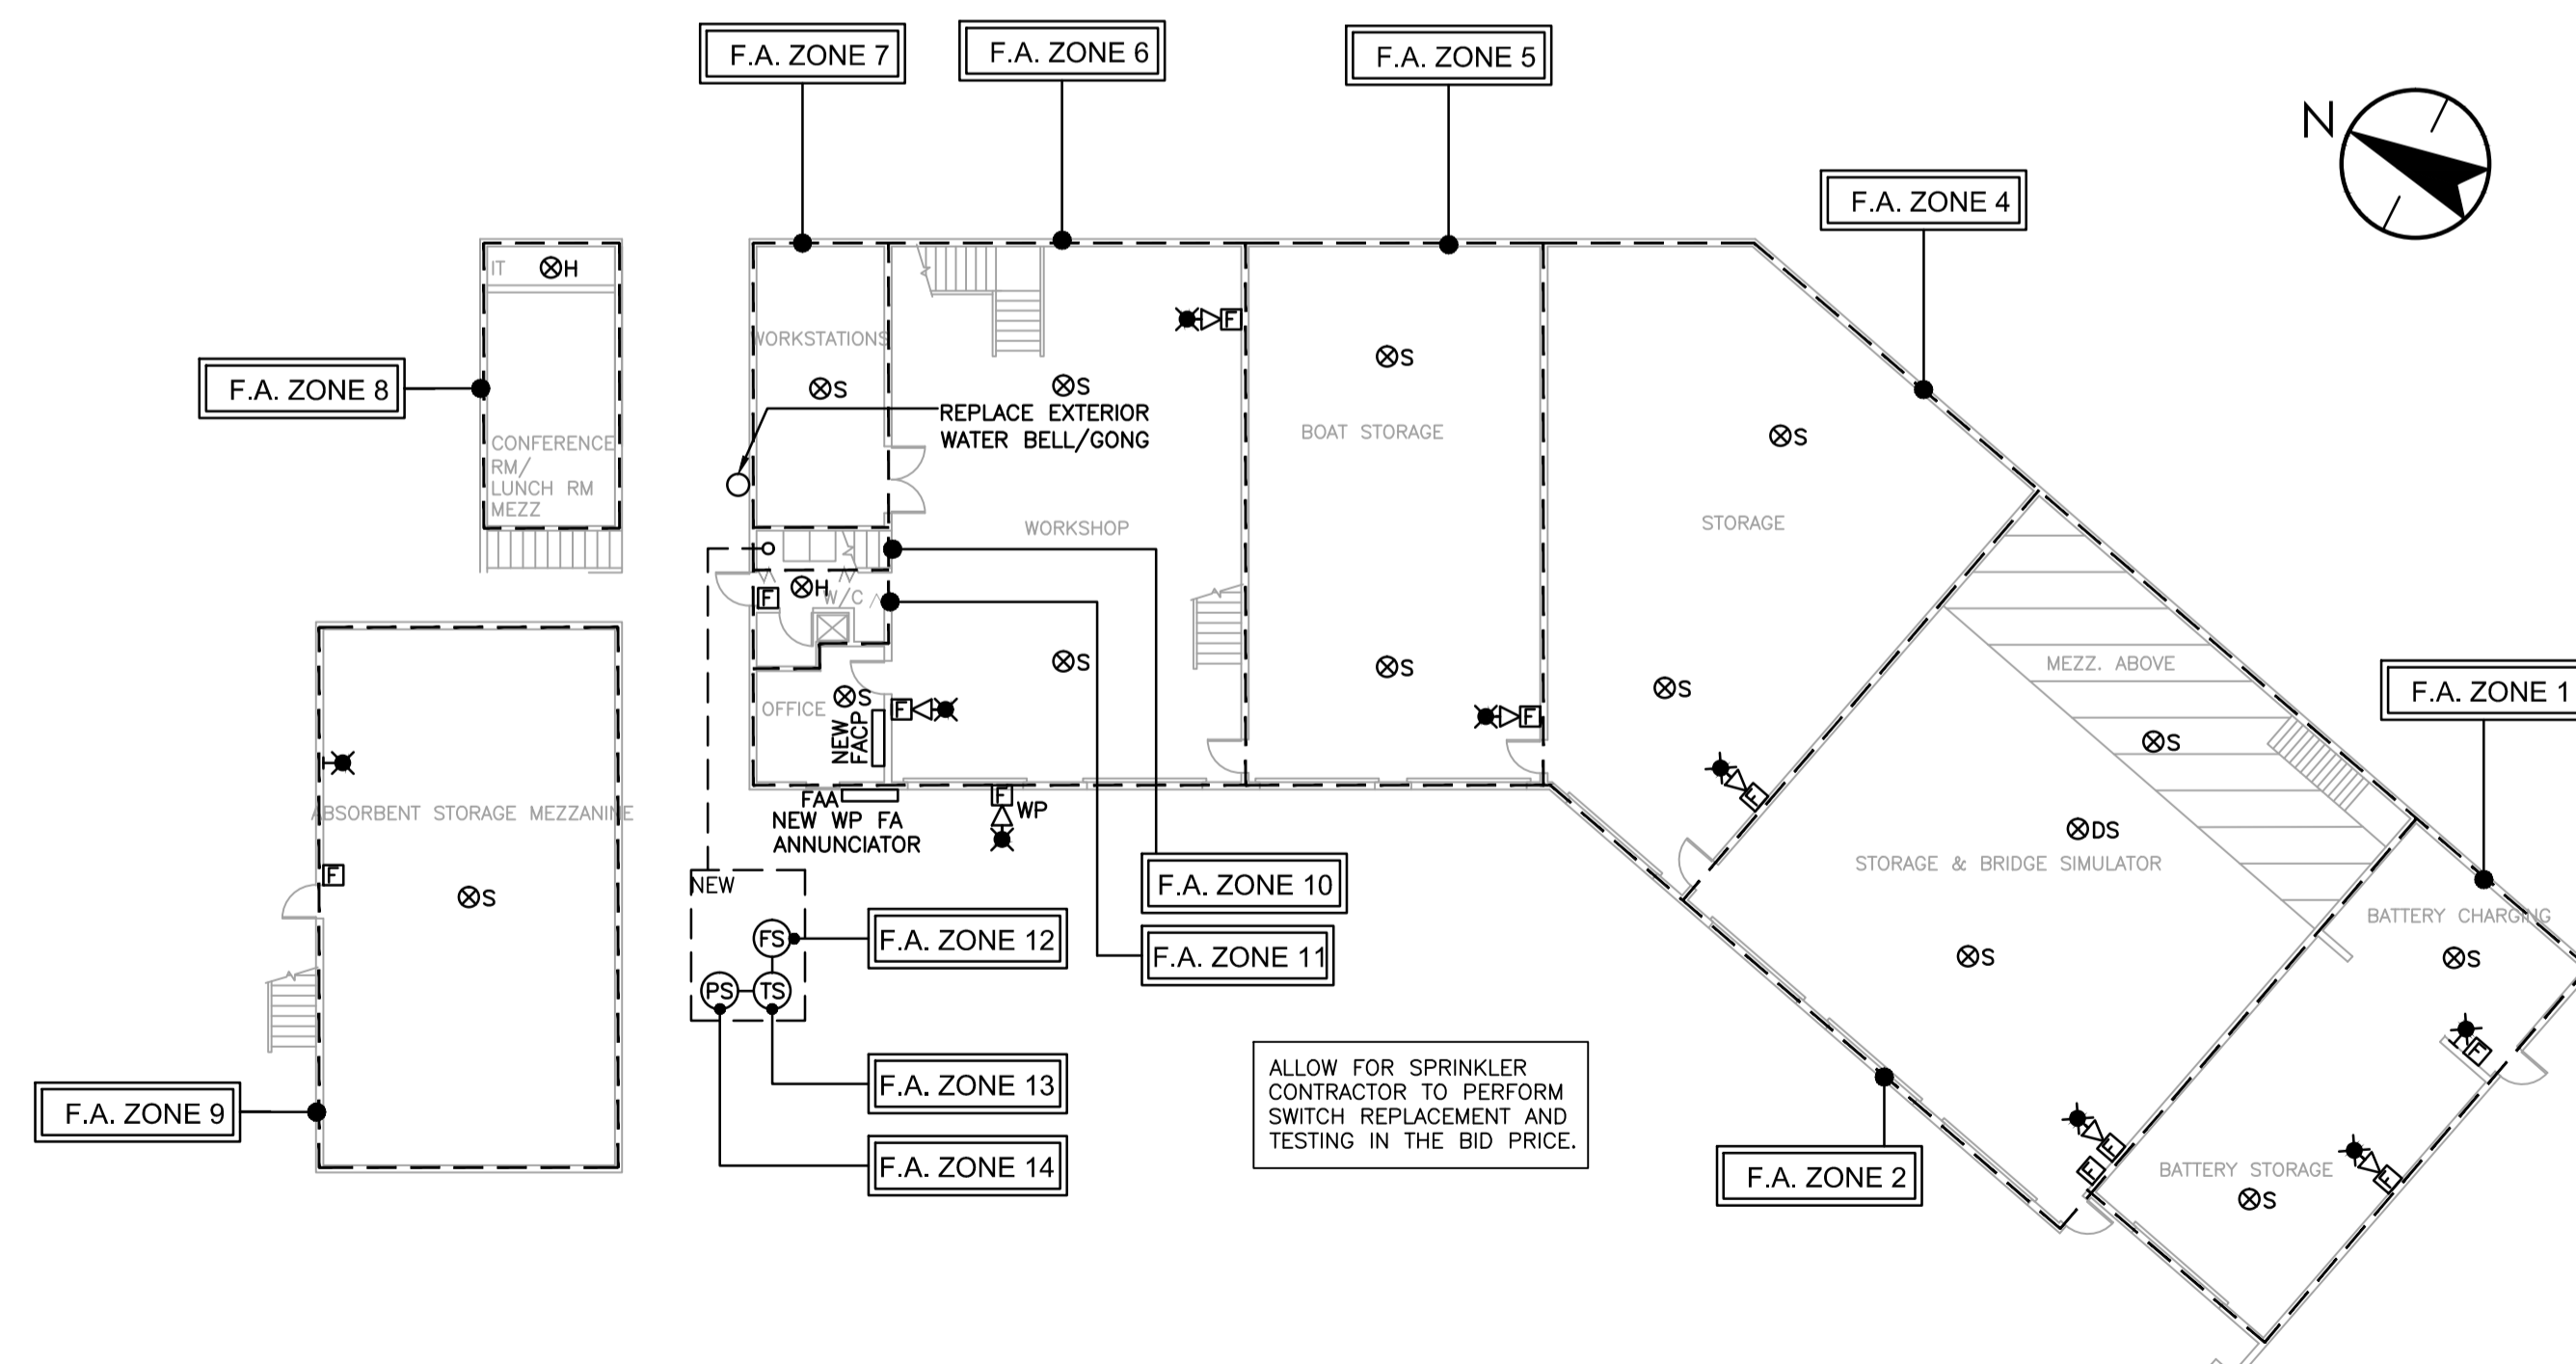 F.A. ZONE 7
F.A. ZONE 6
F.A. ZONE 5
N
F.A. ZONE 4
IT
H
F.A. ZONE 8
CONFERENCE
RM/
LUNCH RM
MEZZ
WORKSTATIONS
S
REPLACE EXTERIOR
WATER BELL/GONG
S
F
WORKSHOP
BOAT STORAGE
S
S
STORAGE
S
S
F
H
W/C
OFFICE
S
NEW
FACP
F
S
F
F
FAA
NEW WP FA
ANNUNCIATOR
F
WP
MEZZ. ABOVE
S
DS
STORAGE & BRIDGE SIMULATOR
S
F.A. ZONE 1
BATTERY CHARGING
S
F
ABSORBENT STORAGE MEZZANINE
F
S
F.A. ZONE 9
NEW
FS
PS
TS
F.A. ZONE 10
F.A. ZONE 11
F.A. ZONE 12
F.A. ZONE 13
F.A. ZONE 14
ALLOW FOR SPRINKLER
CONTRACTOR TO PERFORM
SWITCH REPLACEMENT AND
TESTING IN THE BID PRICE.
F.A. ZONE 2
F
F
BATTERY STORAGE
S
F